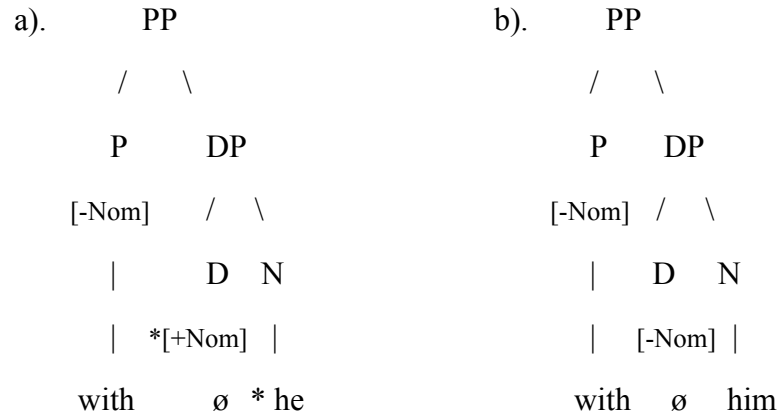 a). PP b). PP
/ \ / \
P DP P DP
[-Nom] / \ [-Nom] / \
| D N | D N
| *[+Nom] | | [-Nom] |
with ø * he with ø him